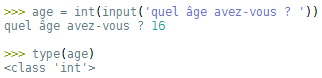 >>> age = int(input('quel âge avez-vous ? '))
quel âge avez-vous ? 16
>>> type(age)
<class 'int'>